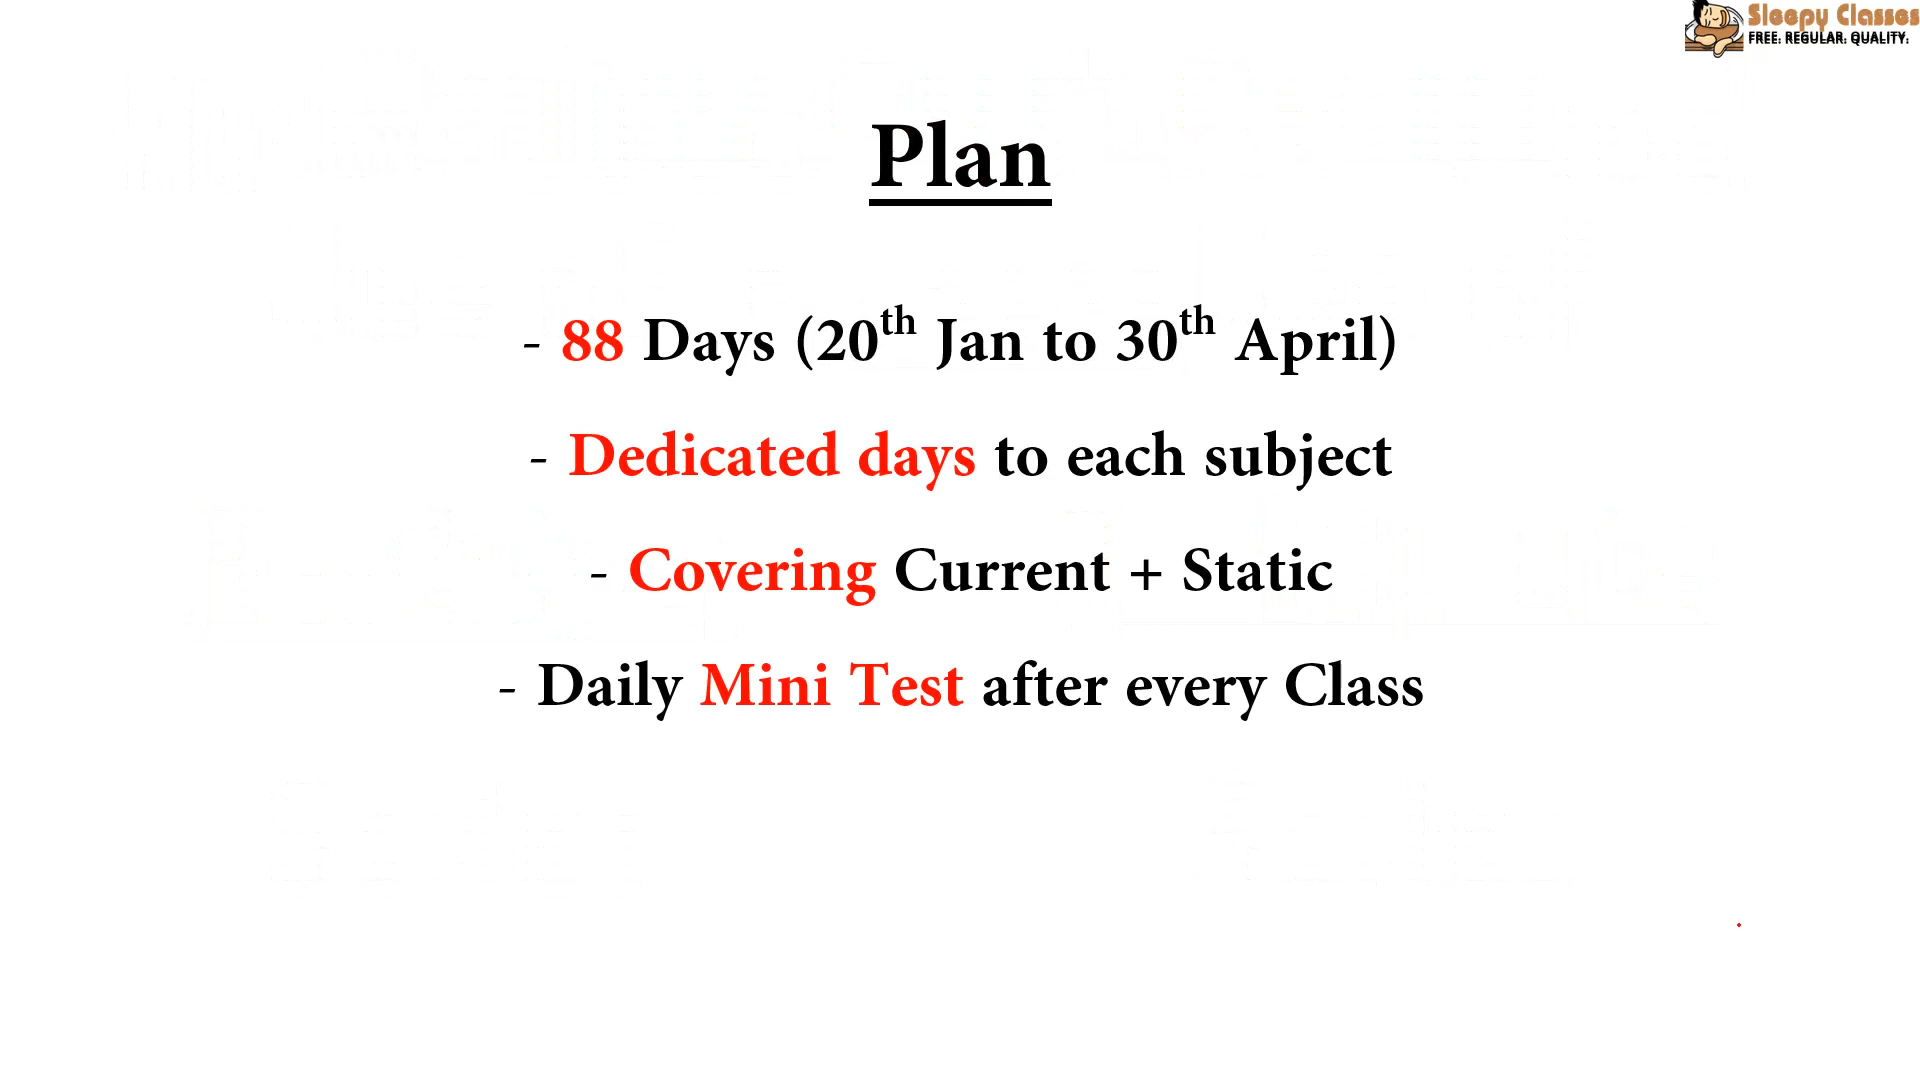 Sleepy Classes
FREE. REGULAR. QUALITY.
Plan
- 88 Days (20th Jan to 30th April)
- Dedicated days to each subject
- Covering Current + Static
- Daily Mini Test after every Class